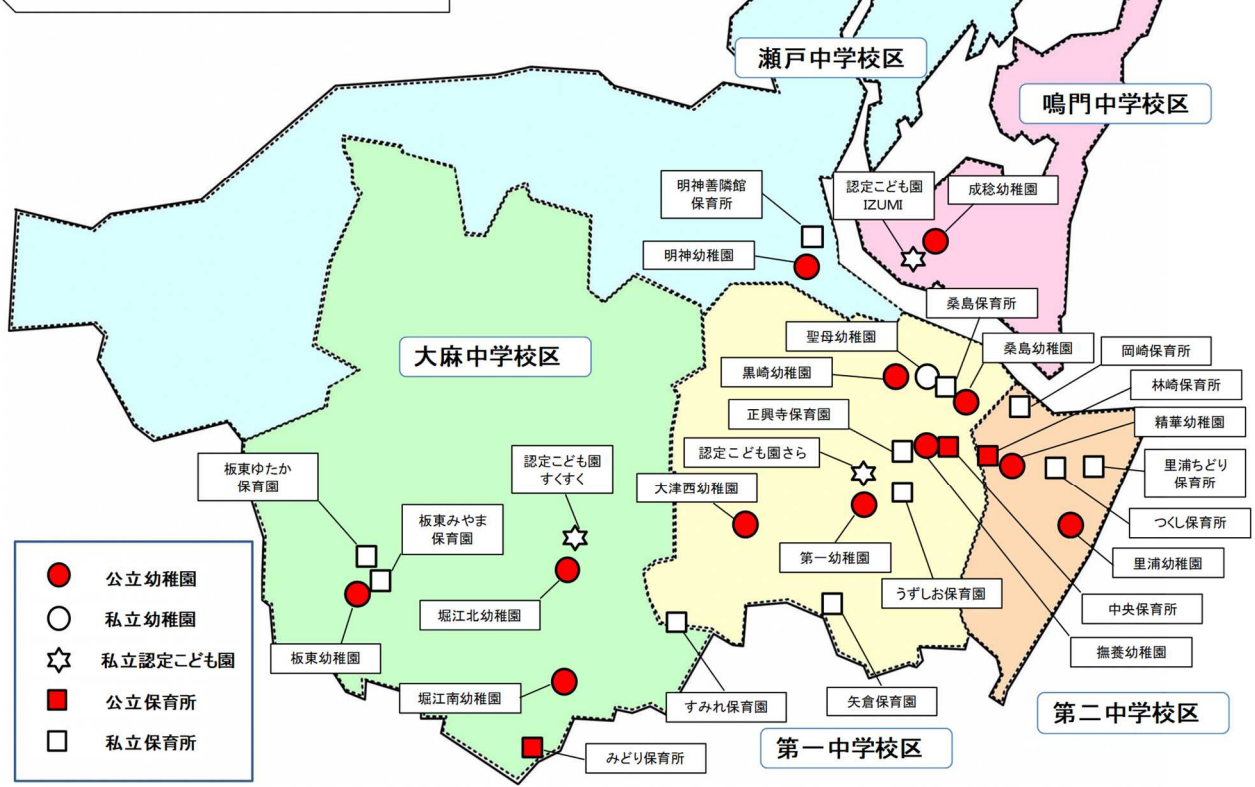 瀬戸中学校区
鳴門中学校区
明神善隣館
保育所
認定こども園
IZUMI
成稔幼稚園
明神幼稚園
桑島保育所
聖母幼稚園
桑島幼稚園
岡崎保育所
大麻中学校区
黒崎幼稚園
林崎保育所
正興寺保育園
精華幼稚園
認定こども園さら
里浦ちどり
保育所
板東ゆたか
保育園
認定こども園
すくすく
大津西幼稚園
板東みやま
保育園
つくし保育所
第一幼稚園
里浦幼稚園
うずしお保育園
中央保育所
堀江北幼稚園
撫養幼稚園
板東幼稚園
堀江南幼稚園
すみれ保育園
矢倉保育園
第二中学校区
第一中学校区
みどり保育所
公立幼稚園
私立幼稚園
私立認定こども園
公立保育所
私立保育所